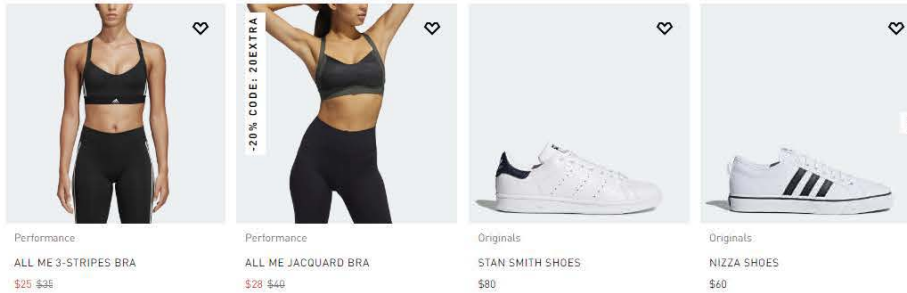 -20% CODE: 20EXTRA
Performance
ALL ME 3-STRIPES BRA
$25 $35
Performance
ALL ME JACQUARD BRA
$28 $40
Originals
STAN SMITH SHOES
$80
Originals
NIZZA SHOES
$60